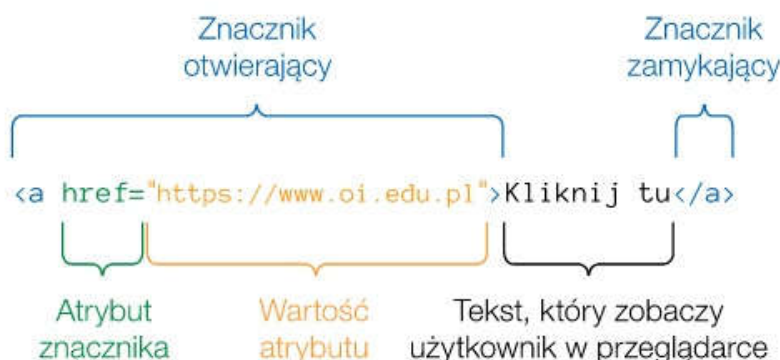 Znacznik
otwierający
Znacznik
zamykający
<a href="https://www.oi.edu.pl">Kliknij tu</a>
Atrybut
znacznika
Wartość
atrybutu
Tekst, który zobaczy
użytkownik w przeglądarce